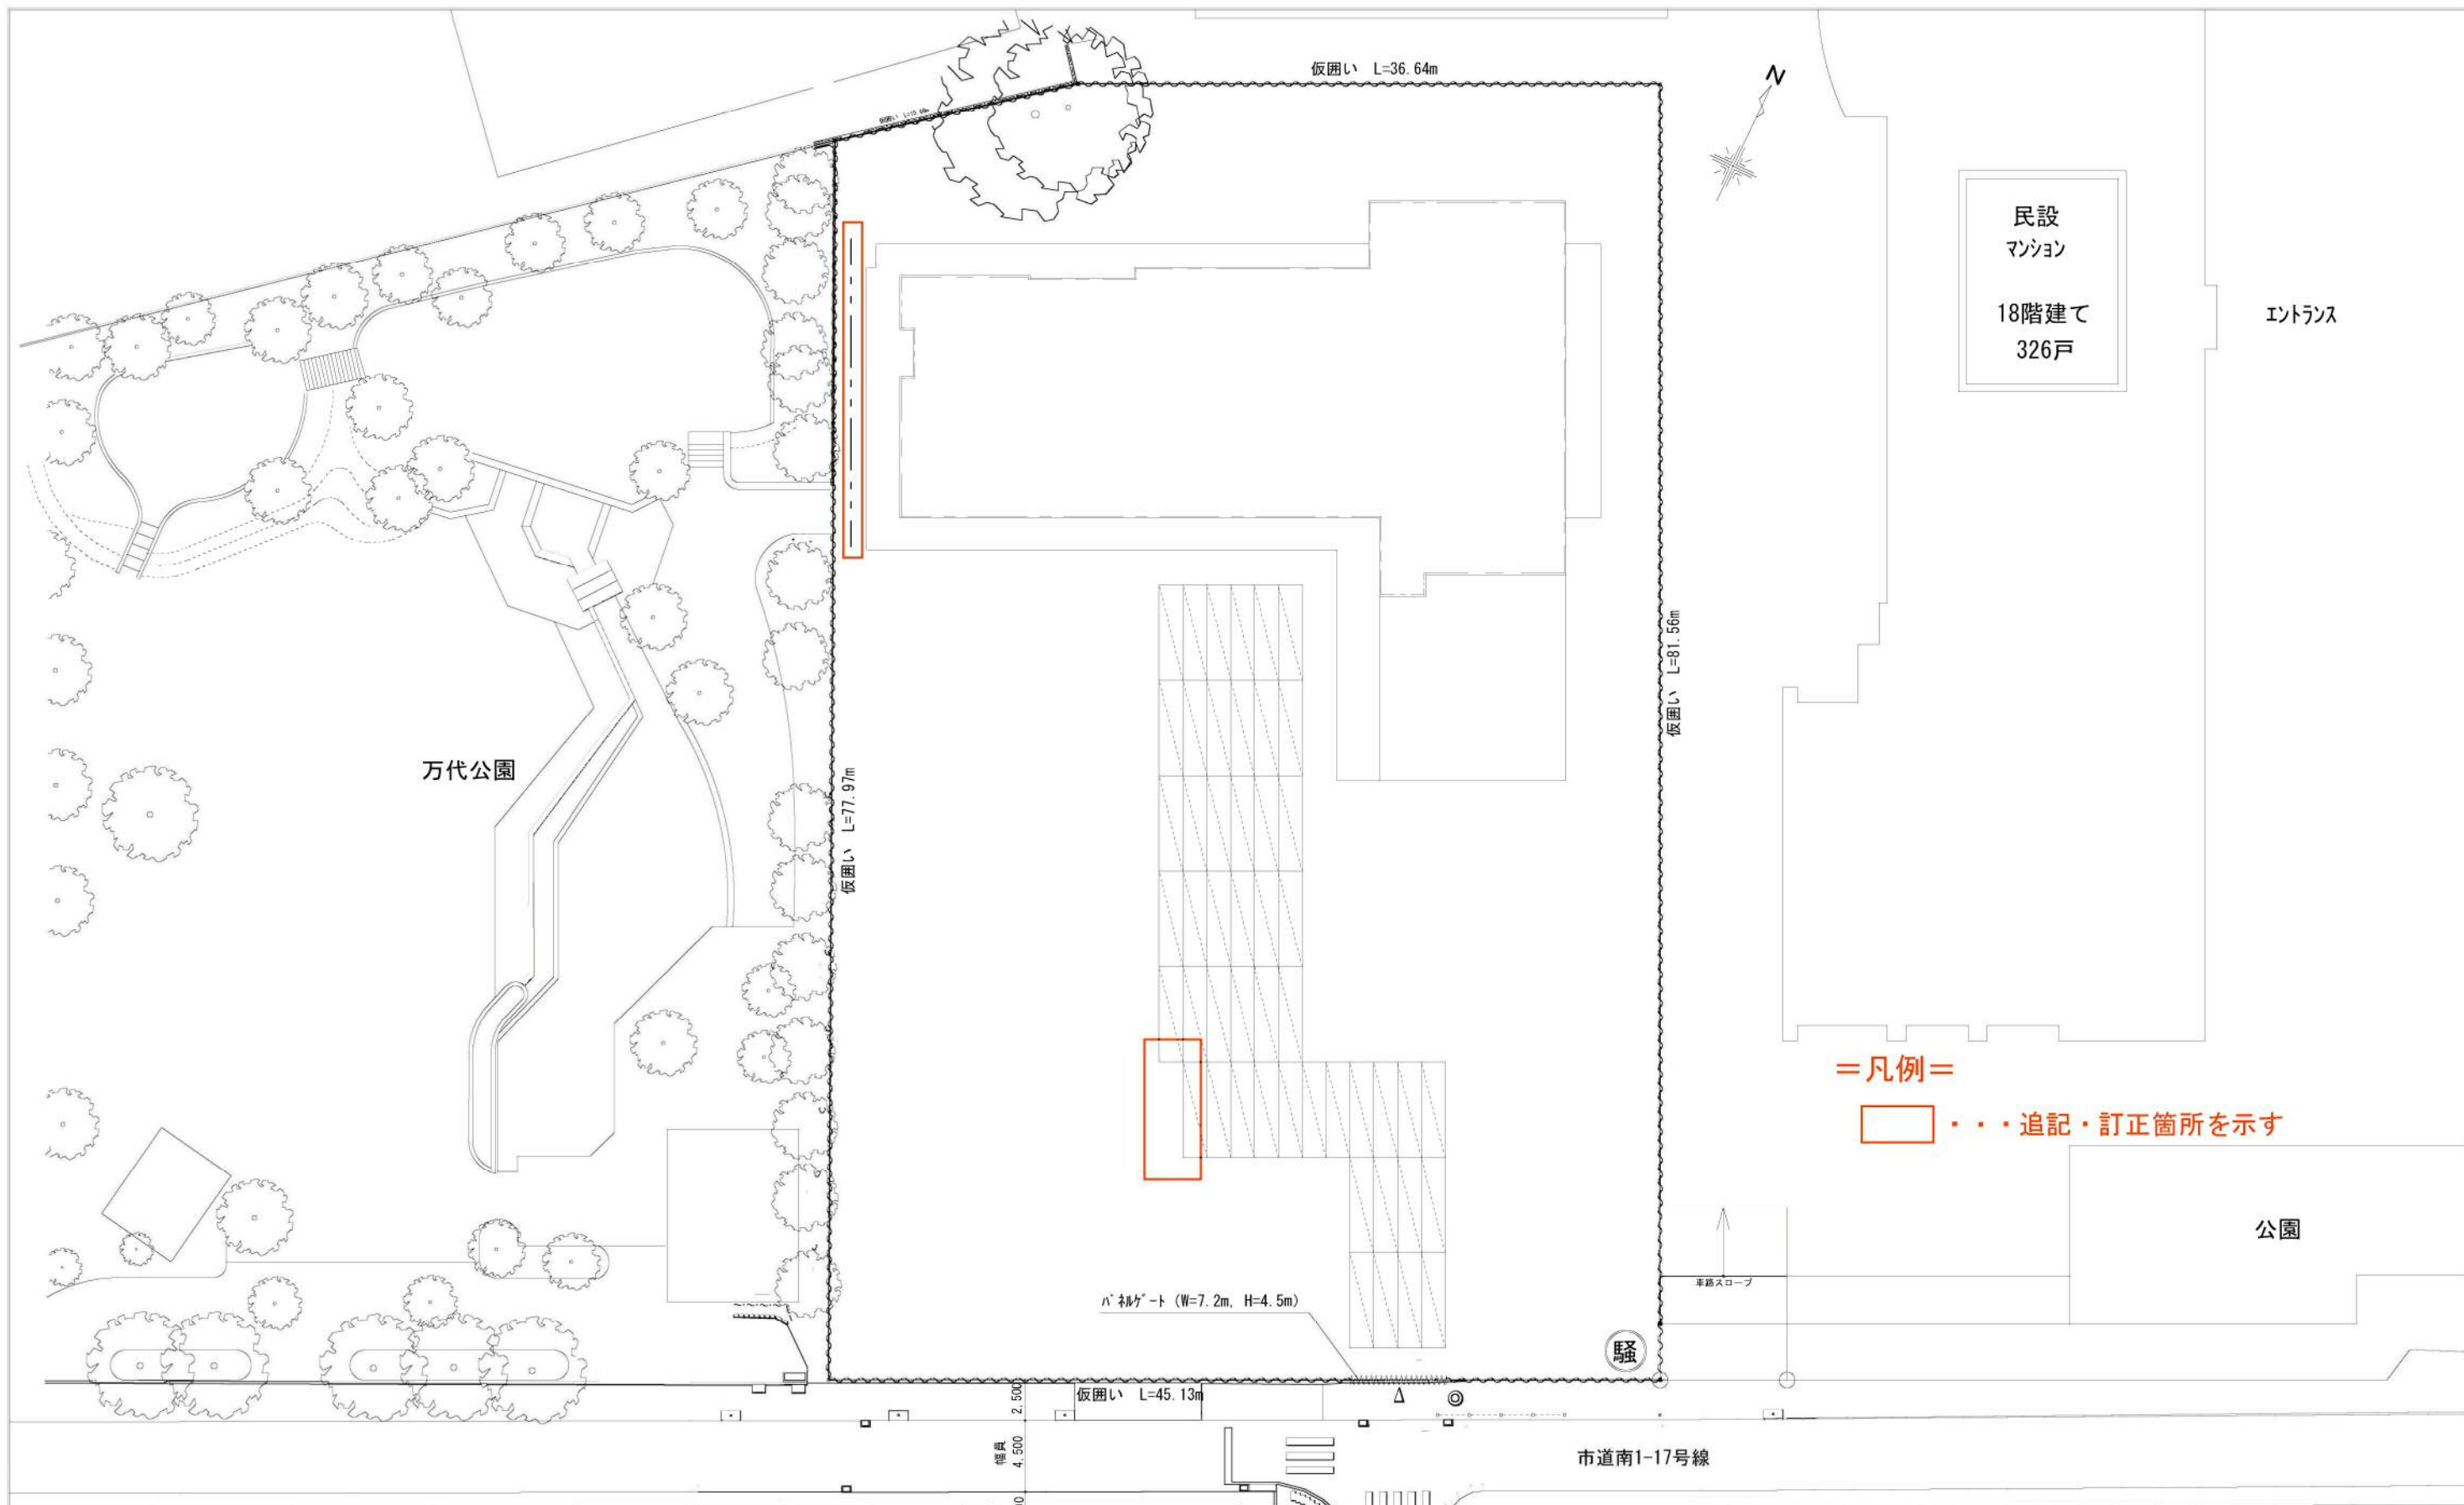 仮囲い L=36.64m
N
民設
マンション
18階建て
326戸
エントランス
仮囲い L=81.56m
仮囲い L=77.97m
万代公園
=凡例=
・・・追記・訂正箇所を示す
公園
車路スロープ
パネルゲート (W=7.2m, H=4.5m)
騒
仮囲い L=45.13m
2,500
幅員
4,500
市道南1-17号線